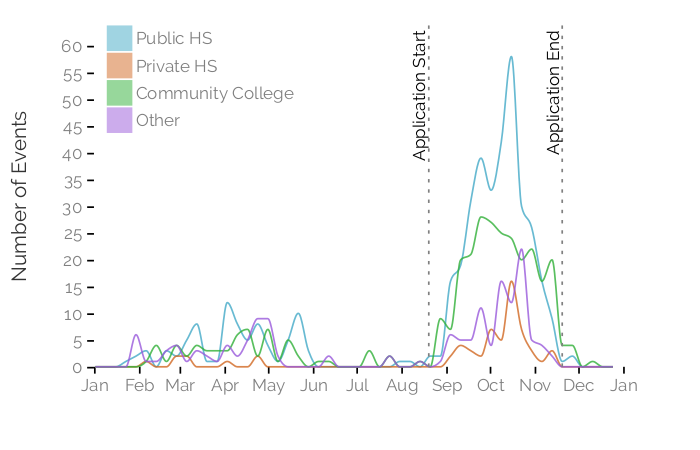 Public HS
Private HS
Community College
Other
Application Start
Application End
Number of Events
60
55
50
45
40
35
30
25
20
15
10
5
0
Jan Feb Mar Apr May Jun Jul Aug Sep Oct Nov Dec Jan